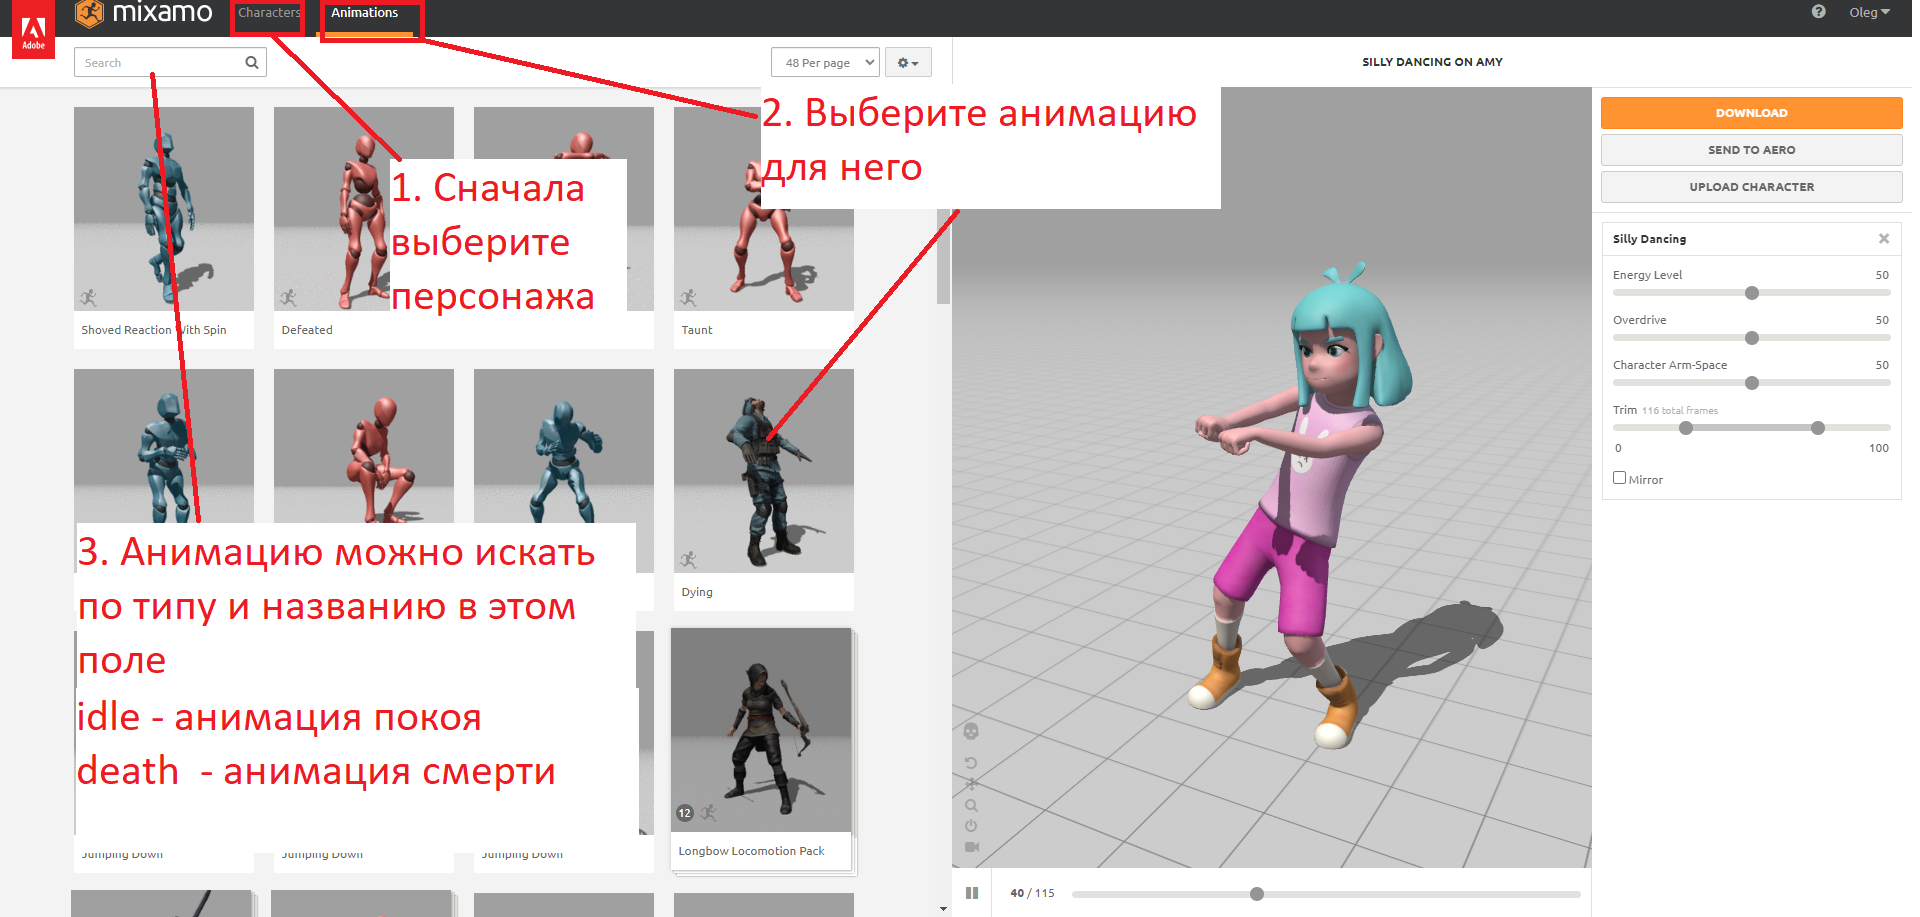 Adobe
mixamo
Characters
Animations
Oleg
Search
48 Per page
SILLY DANCING ON AMY
1. Сначала
выберите
персонажа
2. Выберите анимацию
для него
Shoved Reaction With Spin
Defeated
Taunt
3. Анимацию можно искать
по типу и названию в этом
поле
idle - анимация покоя
death - анимация смерти
Dying
12
Jumping Down
Jumping Down
Jumping Down
Longbow Locomotion Pack
DOWNLOAD
SEND TO AERO
UPLOAD CHARACTER
Silly Dancing
Energy Level 50
Overdrive 50
Character Arm-Space 50
Trim 116 total frames
0 100
Mirror
40 / 115